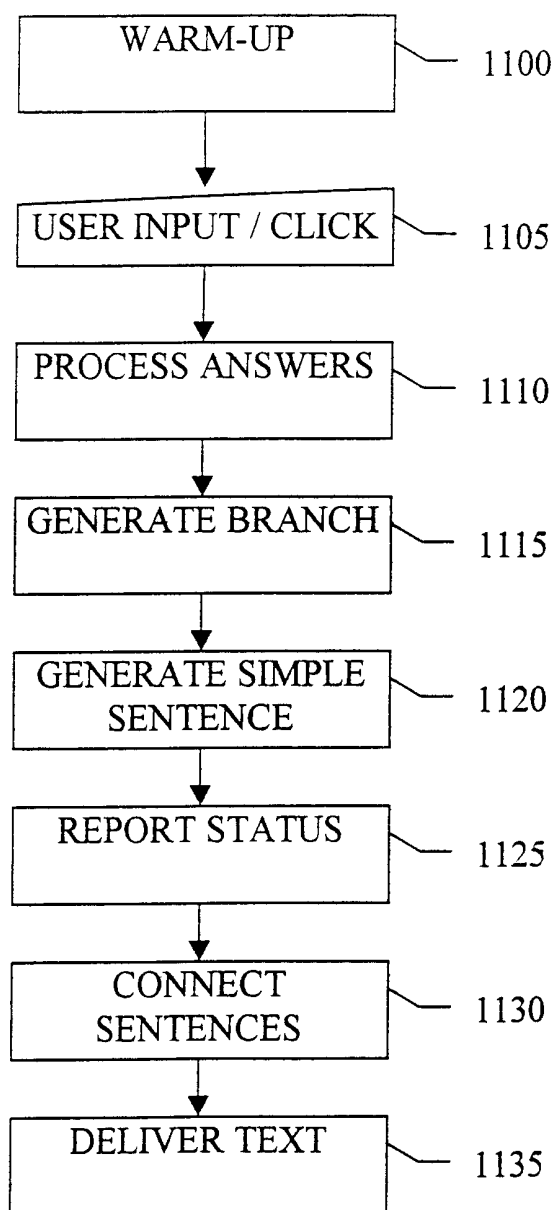 WARM-UP
1100
USER INPUT / CLICK
1105
PROCESS ANSWERS
1110
GENERATE BRANCH
1115
GENERATE SIMPLE
SENTENCE
1120
REPORT STATUS
1125
CONNECT
SENTENCES
1130
DELIVER TEXT
1135